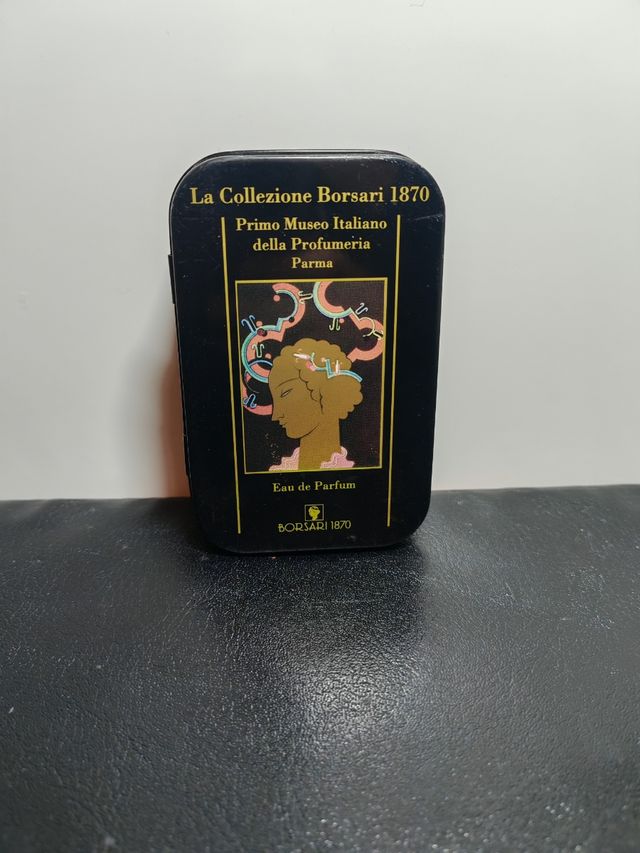 La Collezione Borsari 1870
Primo Museo Italiano
della Profumeria
Parma
Eau de Parfum
BORSARI 1870